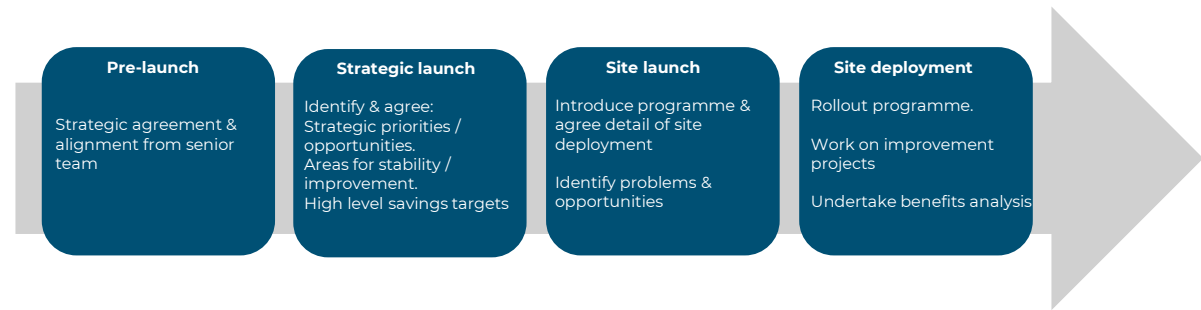 Pre-launch
Strategic agreement &
alignment from senior
team
Strategic launch
Identify & agree:
Strategic priorities /
opportunities.
Areas for stability /
improvement.
High level savings targets
Site launch
Introduce programme &
agree detail of site
deployment
Identify problems &
opportunities
Site deployment
Rollout programme.
Work on improvement
projects
Undertake benefits analysis